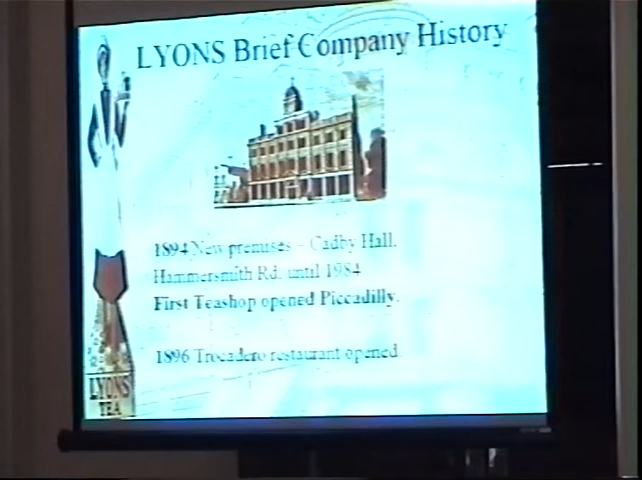 LYONS Brief Company History
1894 New premises – Cadby Hall.
Hammersmith Rd. until 1984
First Teashop opened Piccadilly.
1896 Trocadero restaurant opened.
LYONS
TEA